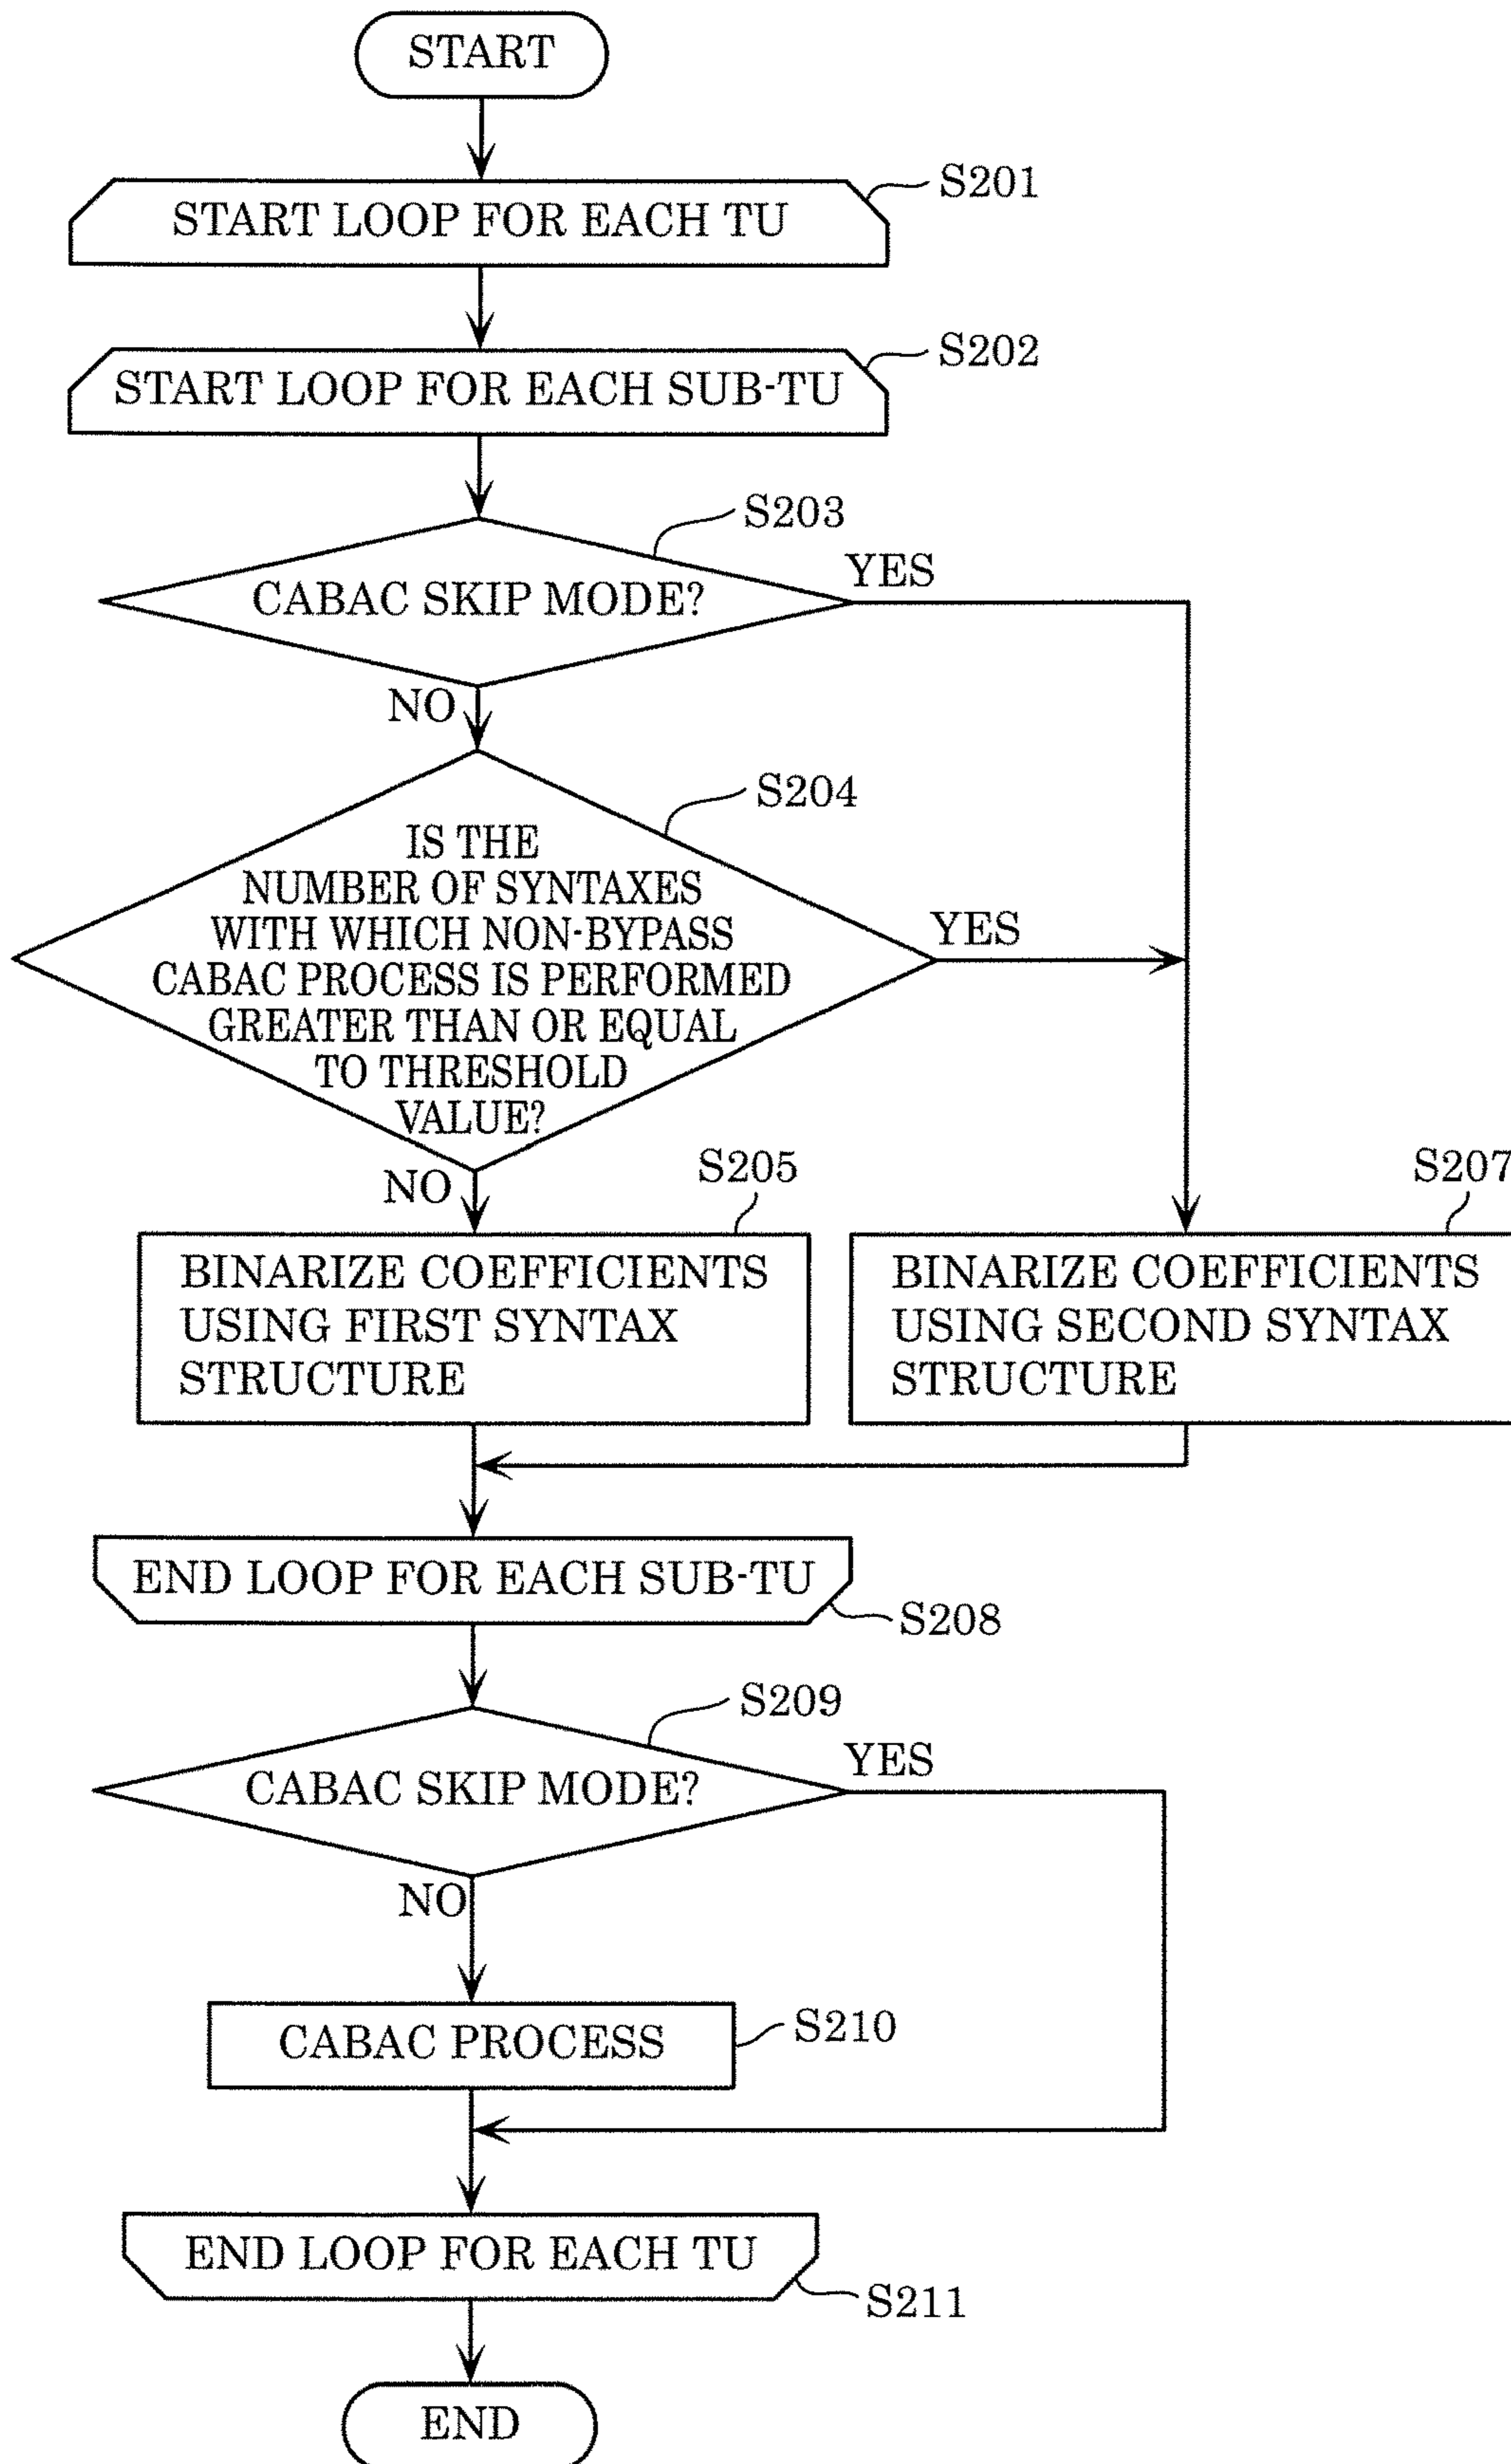 START
S201
START LOOP FOR EACH TU
S202
START LOOP FOR EACH SUB-TU
S203
CABAC SKIP MODE?
YES
NO
S204
IS THE
NUMBER OF SYNTAXES
WITH WHICH NON-BYPASS
CABAC PROCESS IS PERFORMED
GREATER THAN OR EQUAL
TO THRESHOLD
VALUE?
YES
NO
S205
BINARIZE COEFFICIENTS
USING FIRST SYNTAX
STRUCTURE
S207
BINARIZE COEFFICIENTS
USING SECOND SYNTAX
STRUCTURE
END LOOP FOR EACH SUB-TU
S208
S209
CABAC SKIP MODE?
YES
NO
CABAC PROCESS
S210
END LOOP FOR EACH TU
S211
END